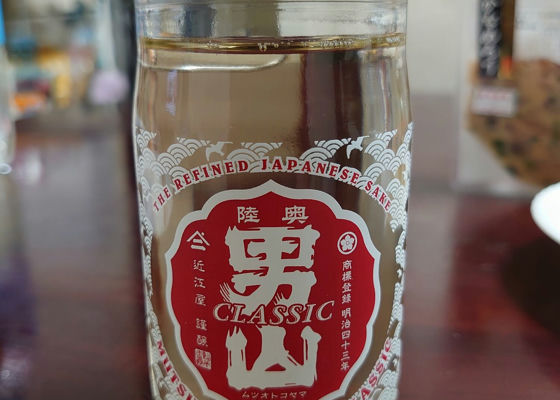 THE REFINED JAPANESE SAKE
陸奥
男山
CLASSIC
近江屋 謹醸
商標登録 明治四十三年
ムツオトコヤマ